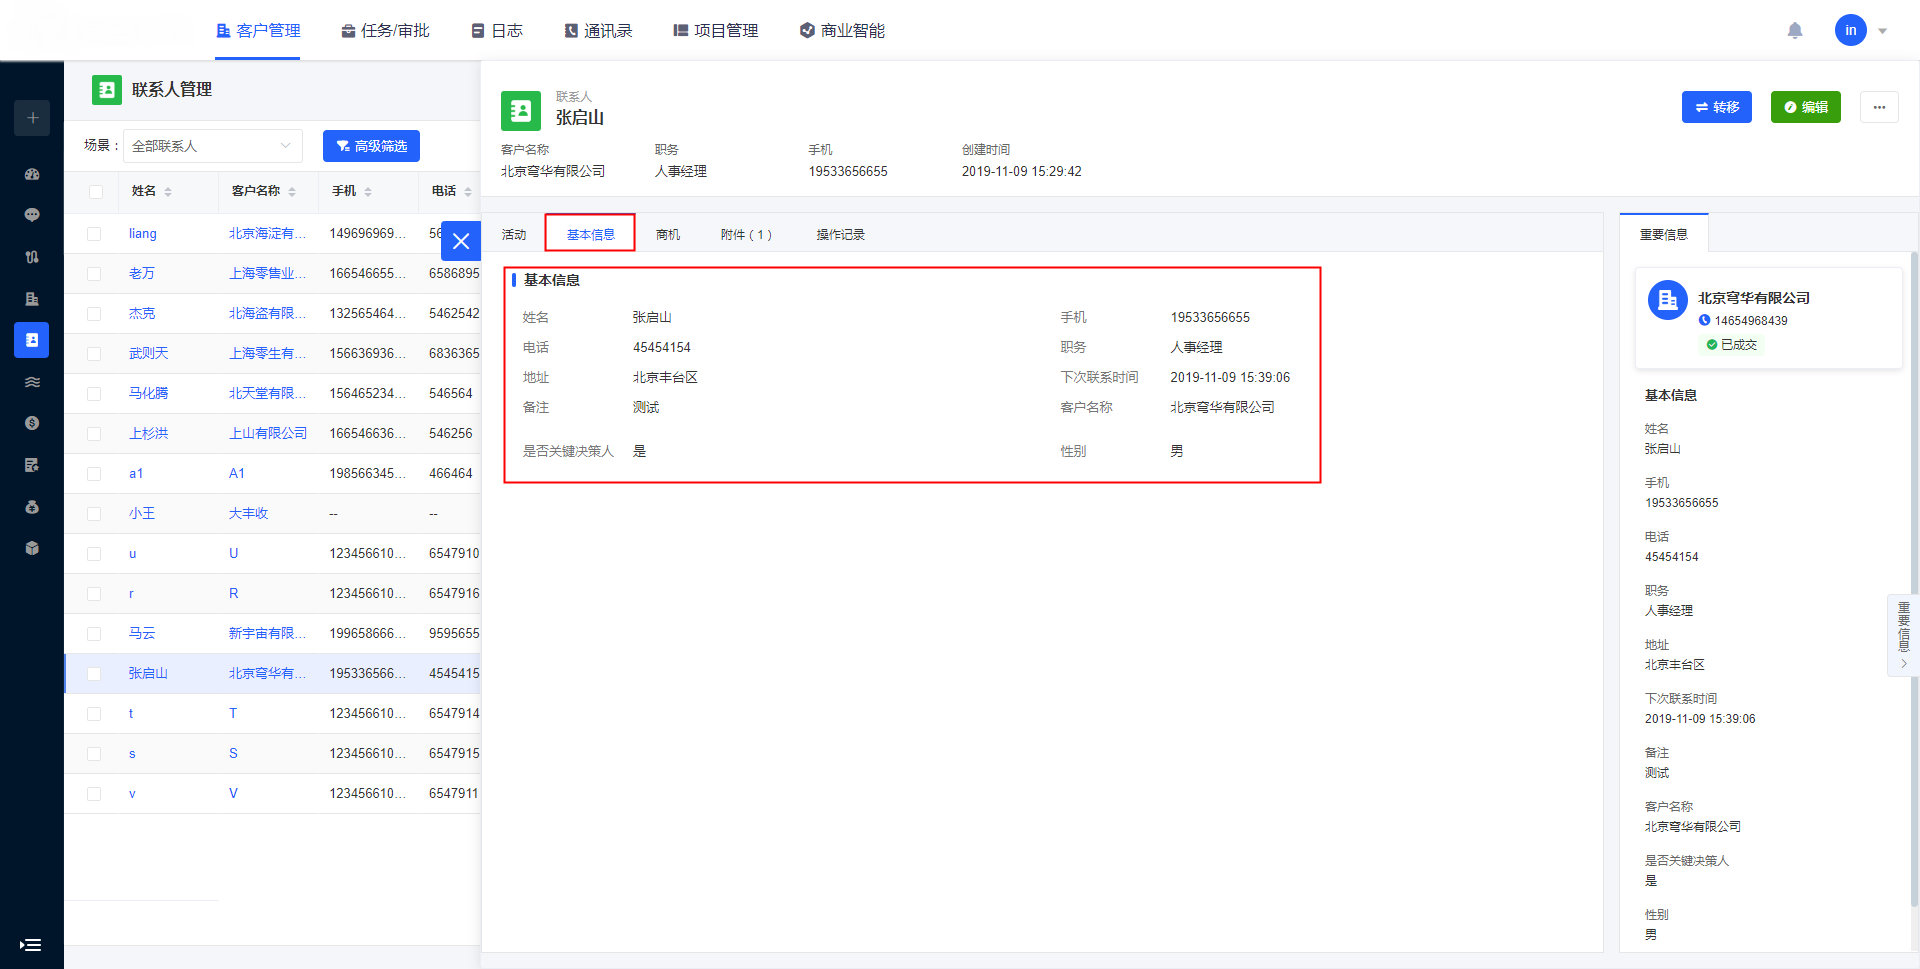 客户管理 任务/审批 日志 通讯录 项目管理 商业智能 in
联系人管理
场景： 全部联系人 高级筛选
姓名 客户名称 手机 电话
liang 北京海淀有... 149696969... 56
老万 上海零售业... 166546655... 6586895
杰克 北海盗有限... 132565464... 5462542
武则天 上海零生有... 156636936... 6836365
马化腾 北天堂有限... 156465234... 546564
上杉洪 上山有限公司 166546636... 546256
a1 A1 198566345... 466464
小王 大丰收 -- --
u U 123456610... 6547910
r R 123456610... 6547916
马云 新宇宙有限... 199658666... 9595655
张启山 北京穹华有... 195336566... 4545415
t T 123456610... 6547914
s S 123456610... 6547915
v V 123456610... 6547911
联系人
张启山
转移 编辑 ...
客户名称 职务 手机 创建时间
北京穹华有限公司 人事经理 19533656655 2019-11-09 15:29:42
活动 基本信息 商机 附件（1） 操作记录
基本信息
姓名 张启山 手机 19533656655
电话 45454154 职务 人事经理
地址 北京丰台区 下次联系时间 2019-11-09 15:39:06
备注 测试 客户名称 北京穹华有限公司
是否关键决策人 是 性别 男
重要信息
北京穹华有限公司
14654968439
已成交
基本信息
姓名
张启山
手机
19533656655
电话
45454154
职务
人事经理
地址
北京丰台区
下次联系时间
2019-11-09 15:39:06
备注
测试
客户名称
北京穹华有限公司
是否关键决策人
是
性别
男
重要信息